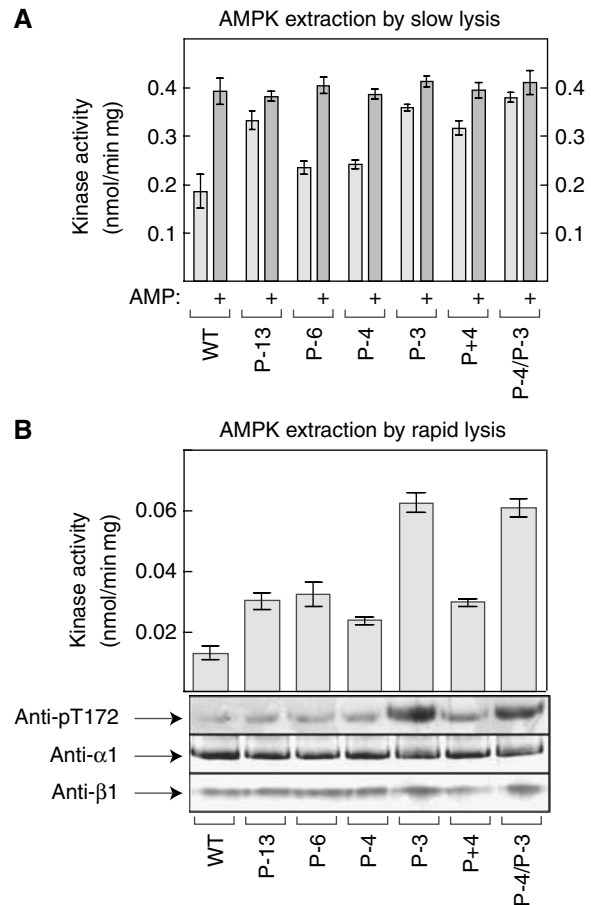 A
AMPK extraction by slow lysis
Kinase activity
(nmol/min mg)
0.4
0.3
0.2
0.1
0.4
0.3
0.2
0.1
AMP: + + + + + + +
WT P-13 P-6 P-4 P-3 P+4 P-4/P-3
B
AMPK extraction by rapid lysis
Kinase activity
(nmol/min mg)
0.06
0.04
0.02
Anti-pT172
Anti-α1
Anti-β1
WT P-13 P-6 P-4 P-3 P+4 P-4/P-3